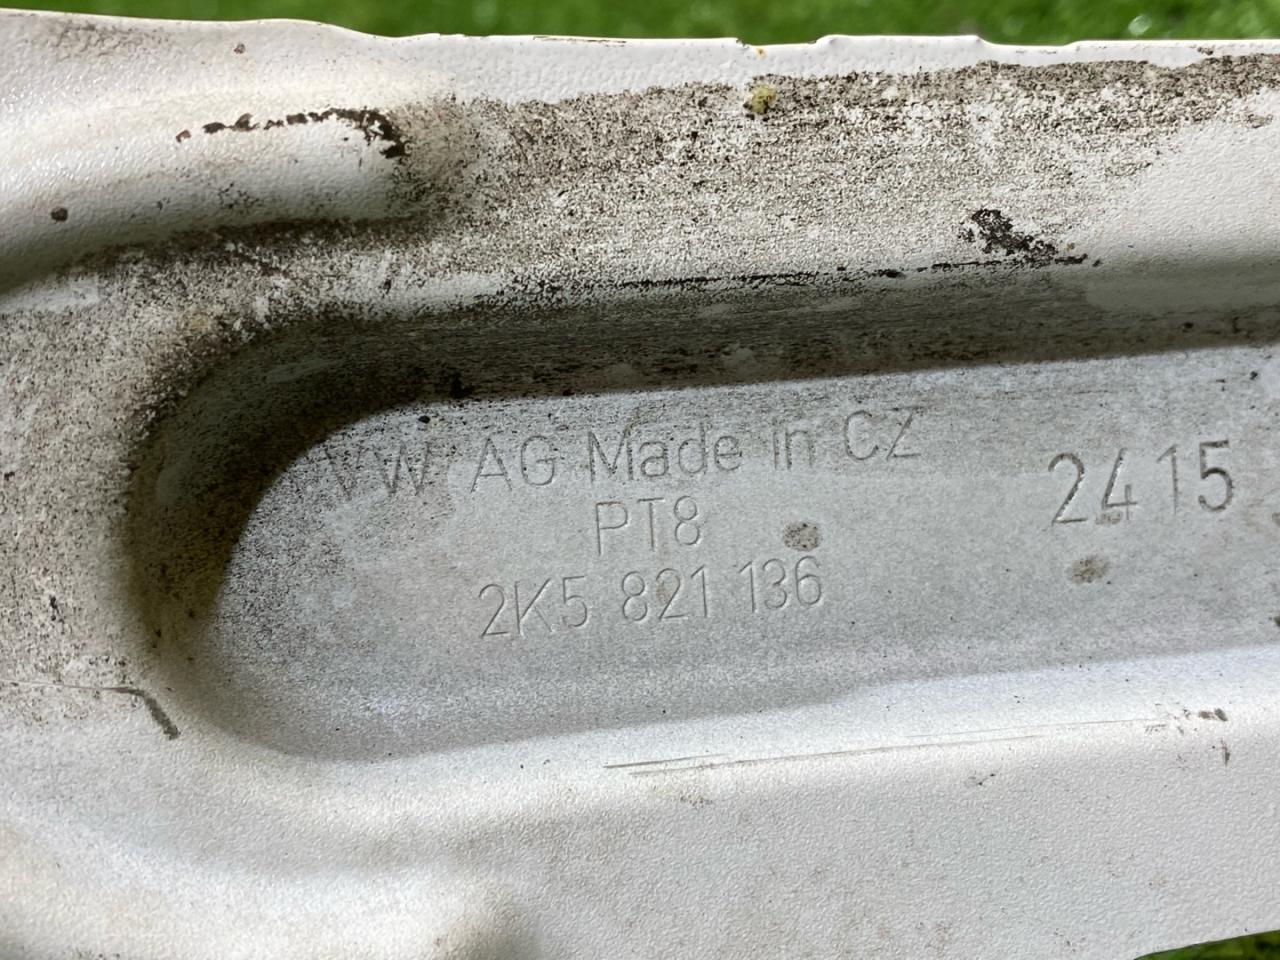 VW AG Made in CZ
PT8
2K5 821 136
2415